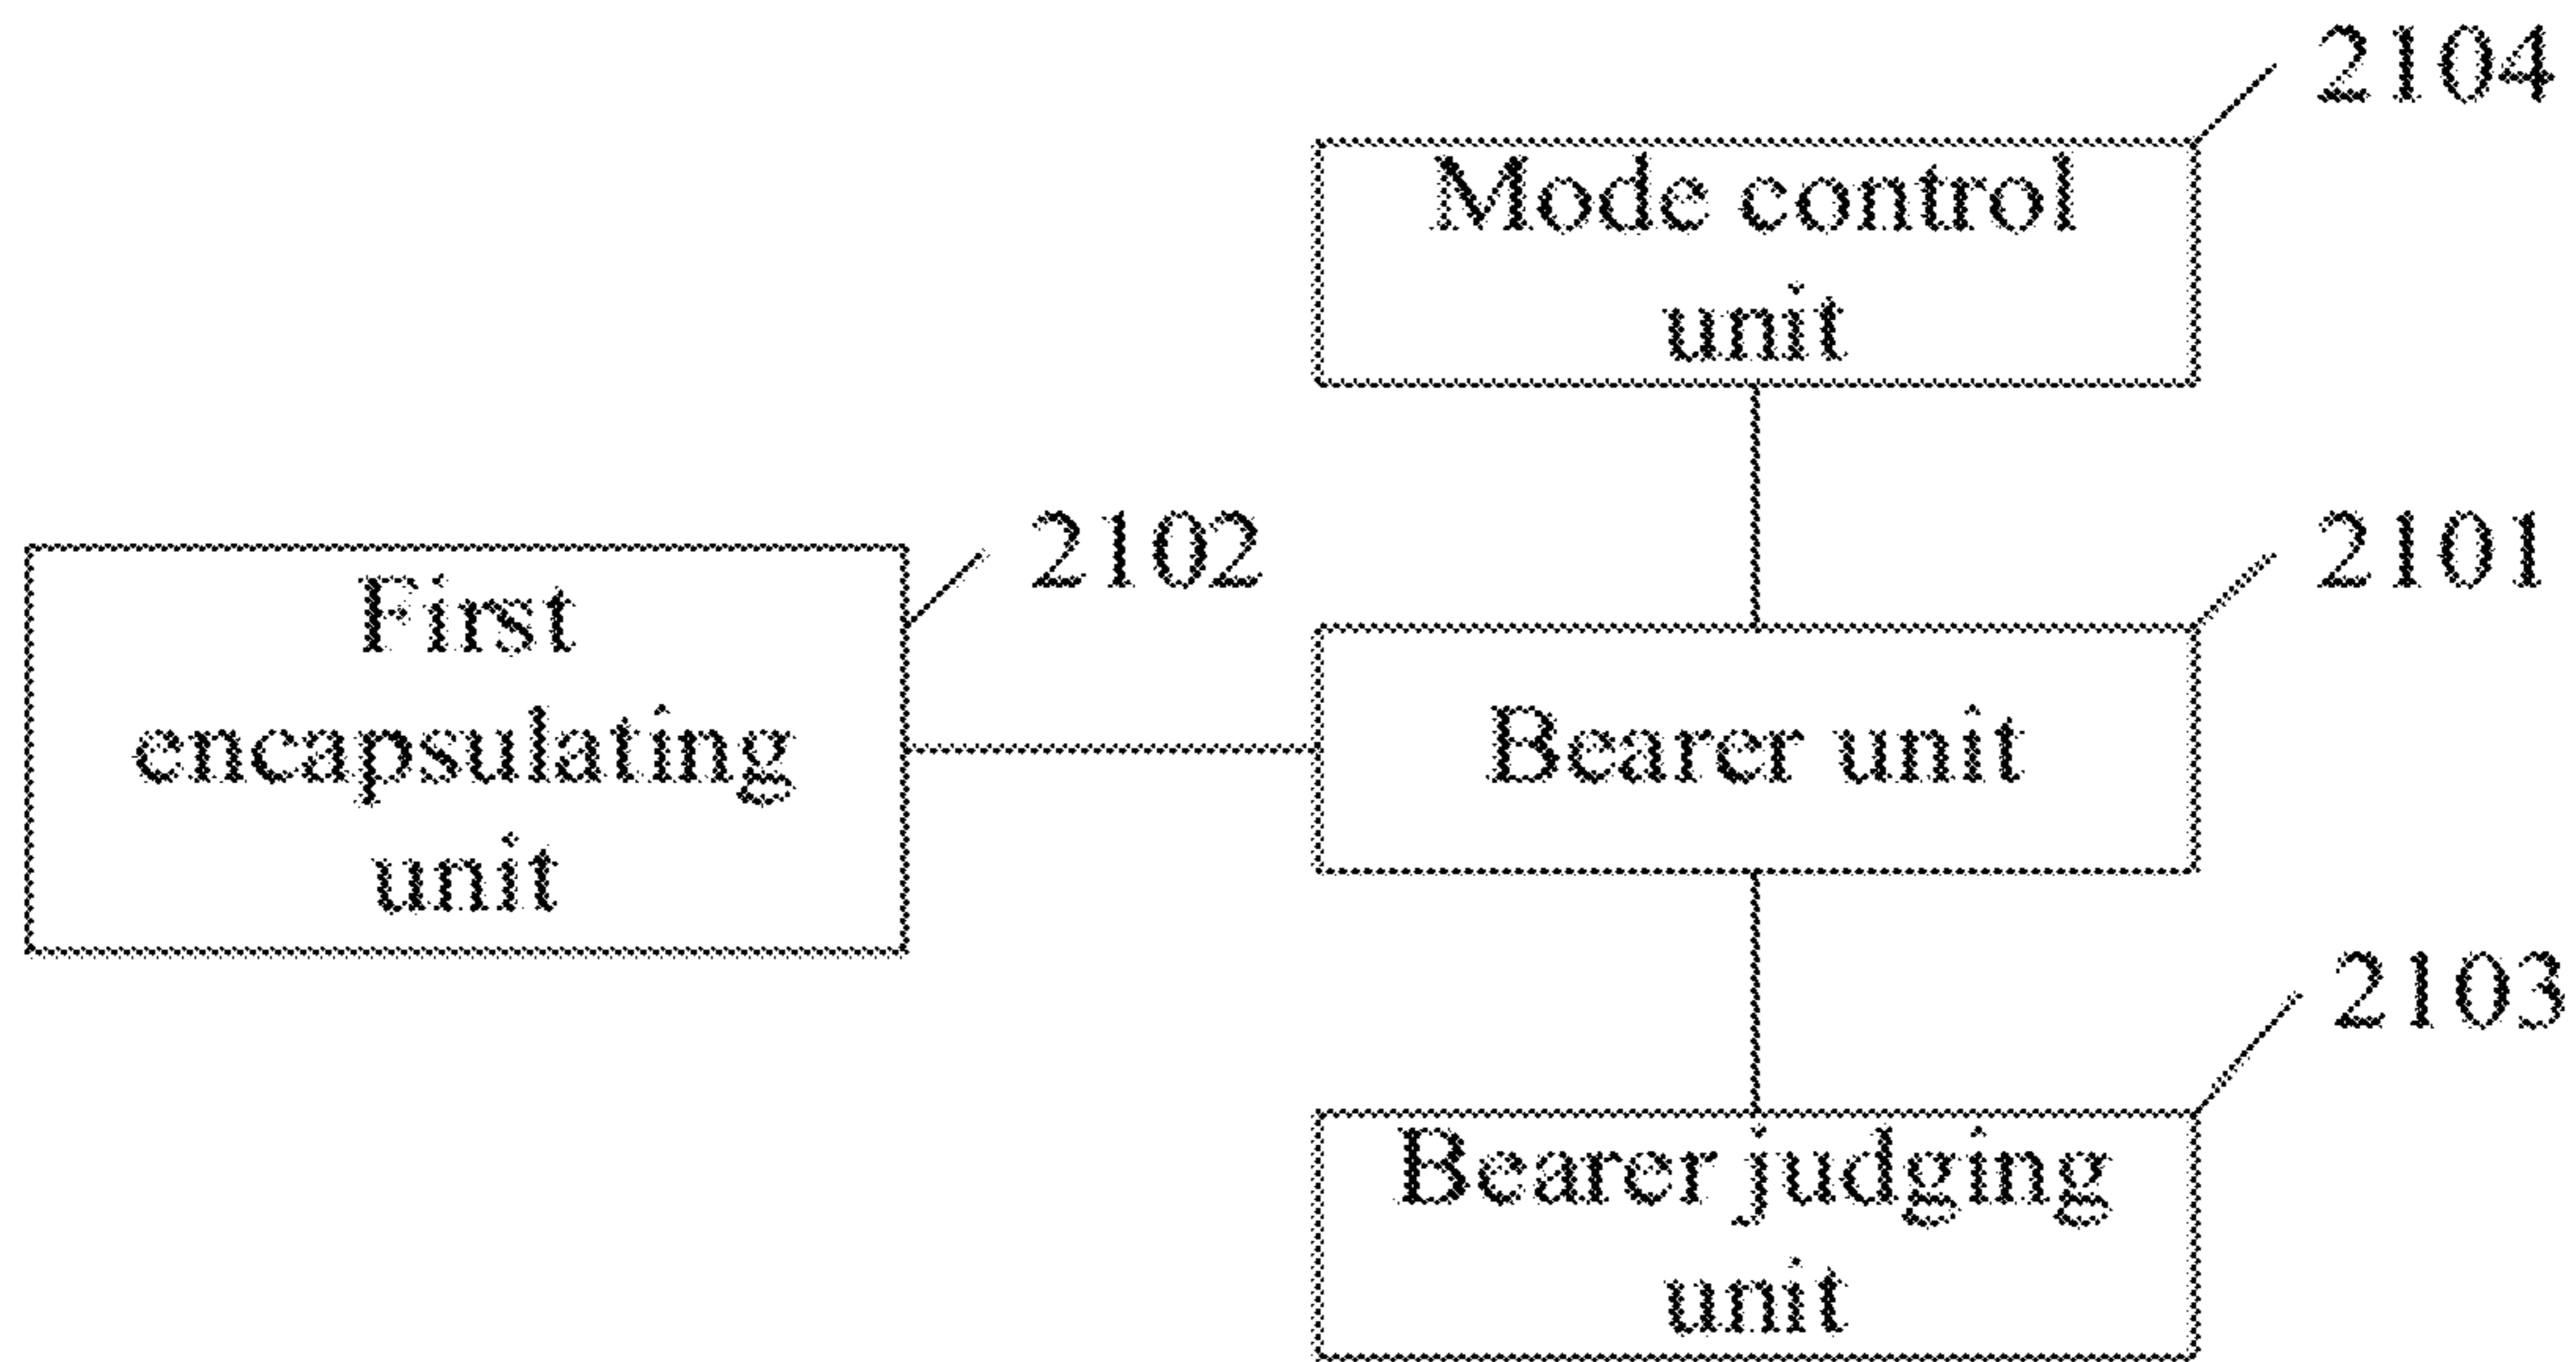 2104
Mode control
unit
2102
2101
First
encapsulating
unit
Bearer unit
2103
Bearer judging
unit